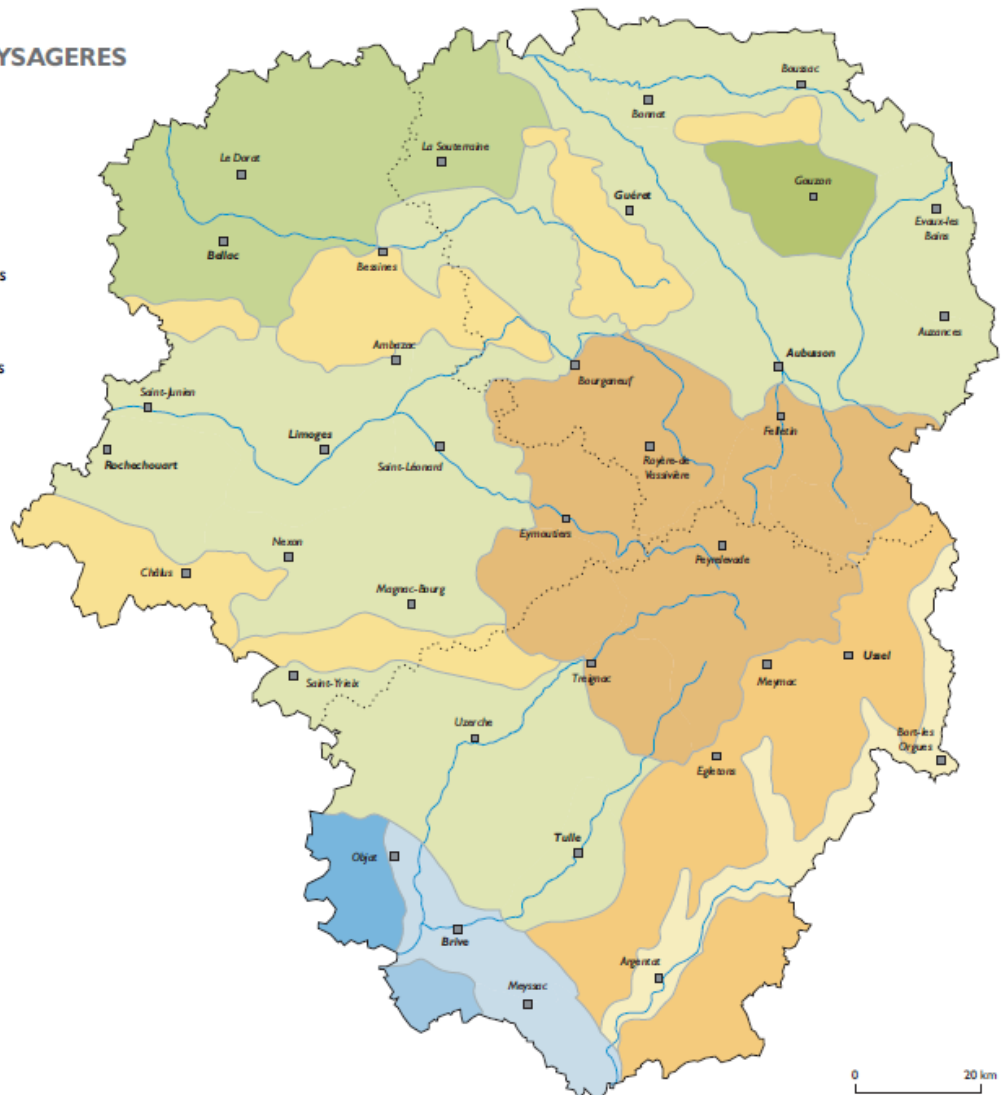 YSAGERES
Boussac
Bonnat
La Souterraine
Le Dorat
Gouzon
Guéret
Evaux-les
Bains
Bellac
Bessines
s
Auzances
Ambazac
Aubusson
s
Bourganeuf
Saint-Junien
Felletin
Limoges
Rochechouart
Saint-Léonard
Royère-de
Vassivière
Eymoutiers
Nexon
Peyrelevade
Châlus
Magnac-Bourg
Ussel
Treignac
Meymac
Saint-Yrieix
Uzerche
Bort-les
Orgues
Egletons
Tulle
Objat
Brive
Argentat
Meyssac
0 20 km